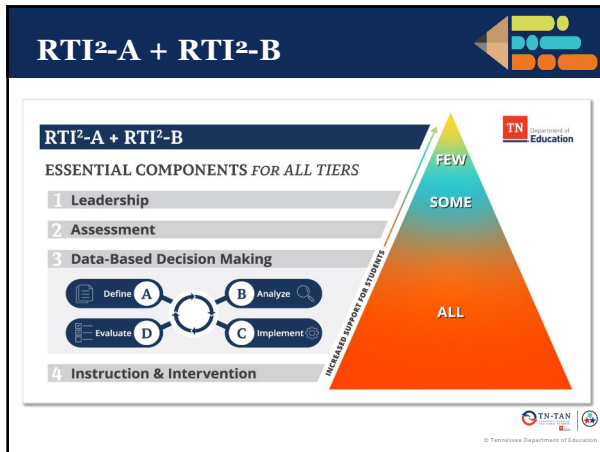 RTI²-A + RTI²-B
RTI²-A + RTI²-B
TN
Department of
Education
ESSENTIAL COMPONENTS FOR ALL TIERS
1 Leadership
2 Assessment
3 Data-Based Decision Making
Define A
B Analyze
Evaluate D
C Implement
4 Instruction & Intervention
INCREASED SUPPORT FOR STUDENTS
FEW
SOME
ALL
TN-TAN
© Tennessee Department of Education